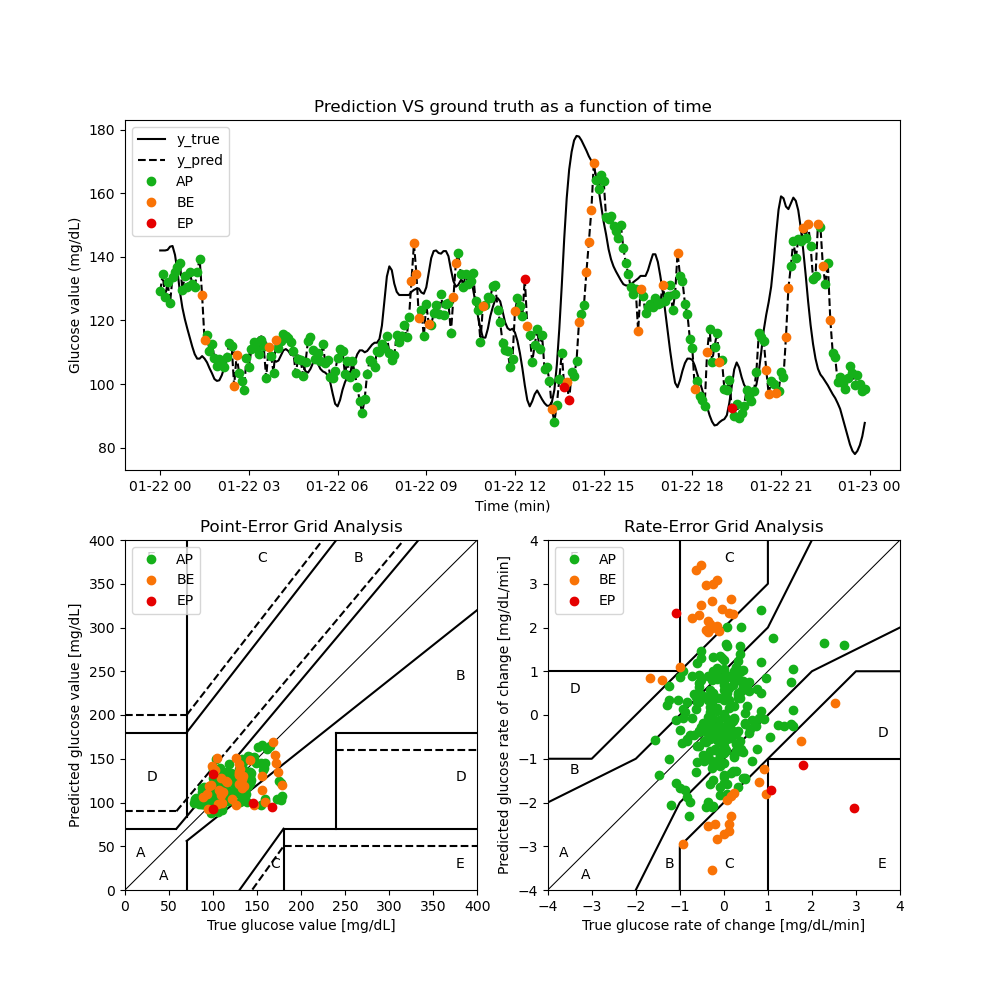 Prediction VS ground truth as a function of time
Glucose value (mg/dL)
180
160
140
120
100
80
y_true
y_pred
AP
BE
EP
01-22 00 01-22 03 01-22 06 01-22 09 01-22 12 01-22 15 01-22 18 01-22 21 01-23 00
Time (min)
Point-Error Grid Analysis
Predicted glucose value [mg/dL]
400
350
300
250
200
150
100
50
0
AP
BE
EP
C
B
B
D
D
A
A
C
E
0 50 100 150 200 250 300 350 400
True glucose value [mg/dL]
Rate-Error Grid Analysis
Predicted glucose rate of change [mg/dL/min]
4
3
2
1
0
−1
−2
−3
−4
AP
BE
EP
C
D
D
B
A
A
B
C
E
−4 −3 −2 −1 0 1 2 3 4
True glucose rate of change [mg/dL/min]